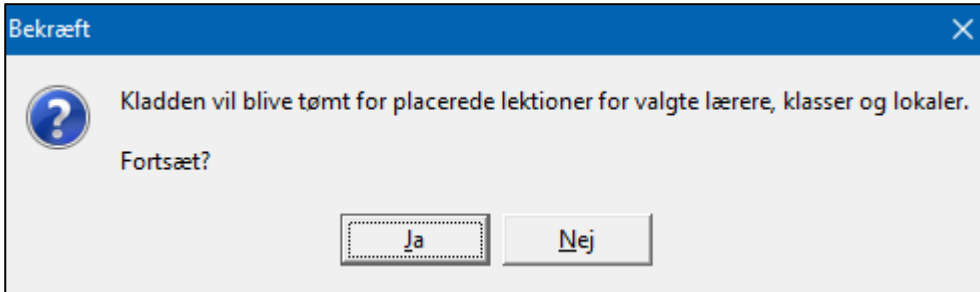 Bekræft
Kladden vil blive tømt for placerede lektioner for valgte lærere, klasser og lokaler.
Fortsæt?
Ja
Nej